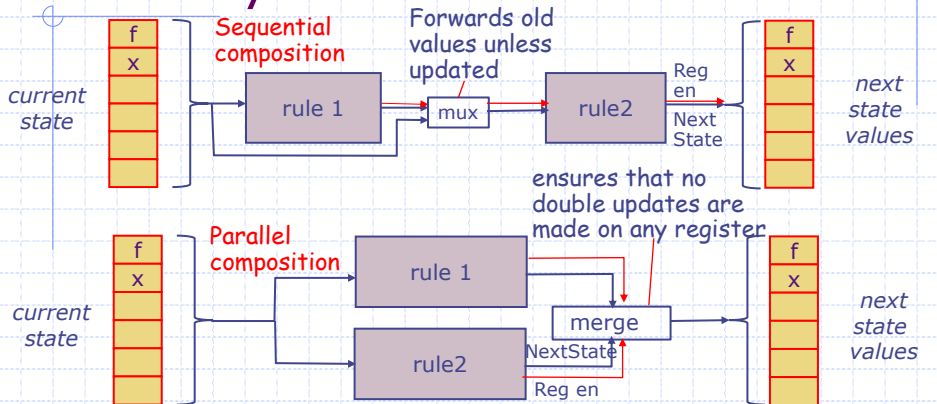 Sequential
composition
Forwards old
values unless
updated
f
x
current
state
rule 1
mux
rule2
Reg
en
Next
State
f
x
next
state
values
ensures that no
double updates are
made on any register
Parallel
composition
f
x
current
state
rule 1
rule2
merge
NextState
Reg en
f
x
next
state
values